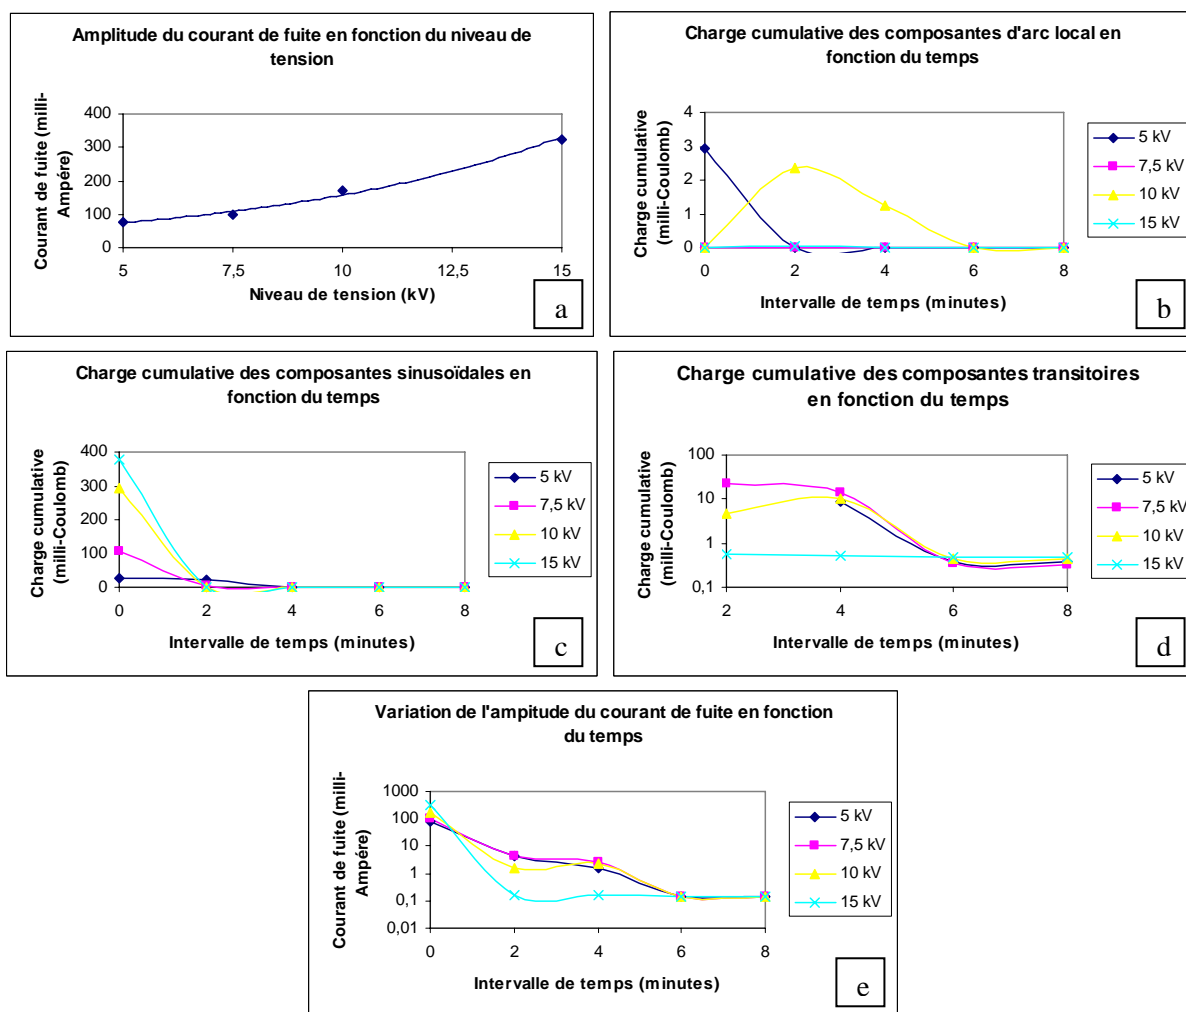 Amplitude du courant de fuite en fonction du niveau de
tension
Courant de fuite (milli-
Ampére)
400
300
200
100
0
5
7,5
10
12,5
15
Niveau de tension (kV)
a
Charge cumulative des composantes d'arc local en
fonction du temps
Charge cumulative
(milli-Coulomb)
4
3
2
1
0
0
2
4
6
8
Intervalle de temps (minutes)
5 kV
7,5 kV
10 kV
15 kV
b
Charge cumulative des composantes sinusoïdales en
fonction du temps
Charge cumulative
(milli-Coulomb)
400
300
200
100
0
0
2
4
6
8
Intervalle de temps (minutes)
5 kV
7,5 kV
10 kV
15 kV
c
Charge cumulative des composantes transitoires
en fonction du temps
Charge cumulative
(milli-Coulomb)
100
10
1
0,1
2
4
6
8
Intervalle de temps (minutes)
5 kV
7,5 kV
10 kV
15 kV
d
Variation de l'ampitude du courant de fuite en fonction
du temps
Courant de fuite (milli-
Ampére)
1000
100
10
1
0,1
0,01
0
2
4
6
8
Intervalle de temps (minutes)
5 kV
7,5 kV
10 kV
15 kV
e